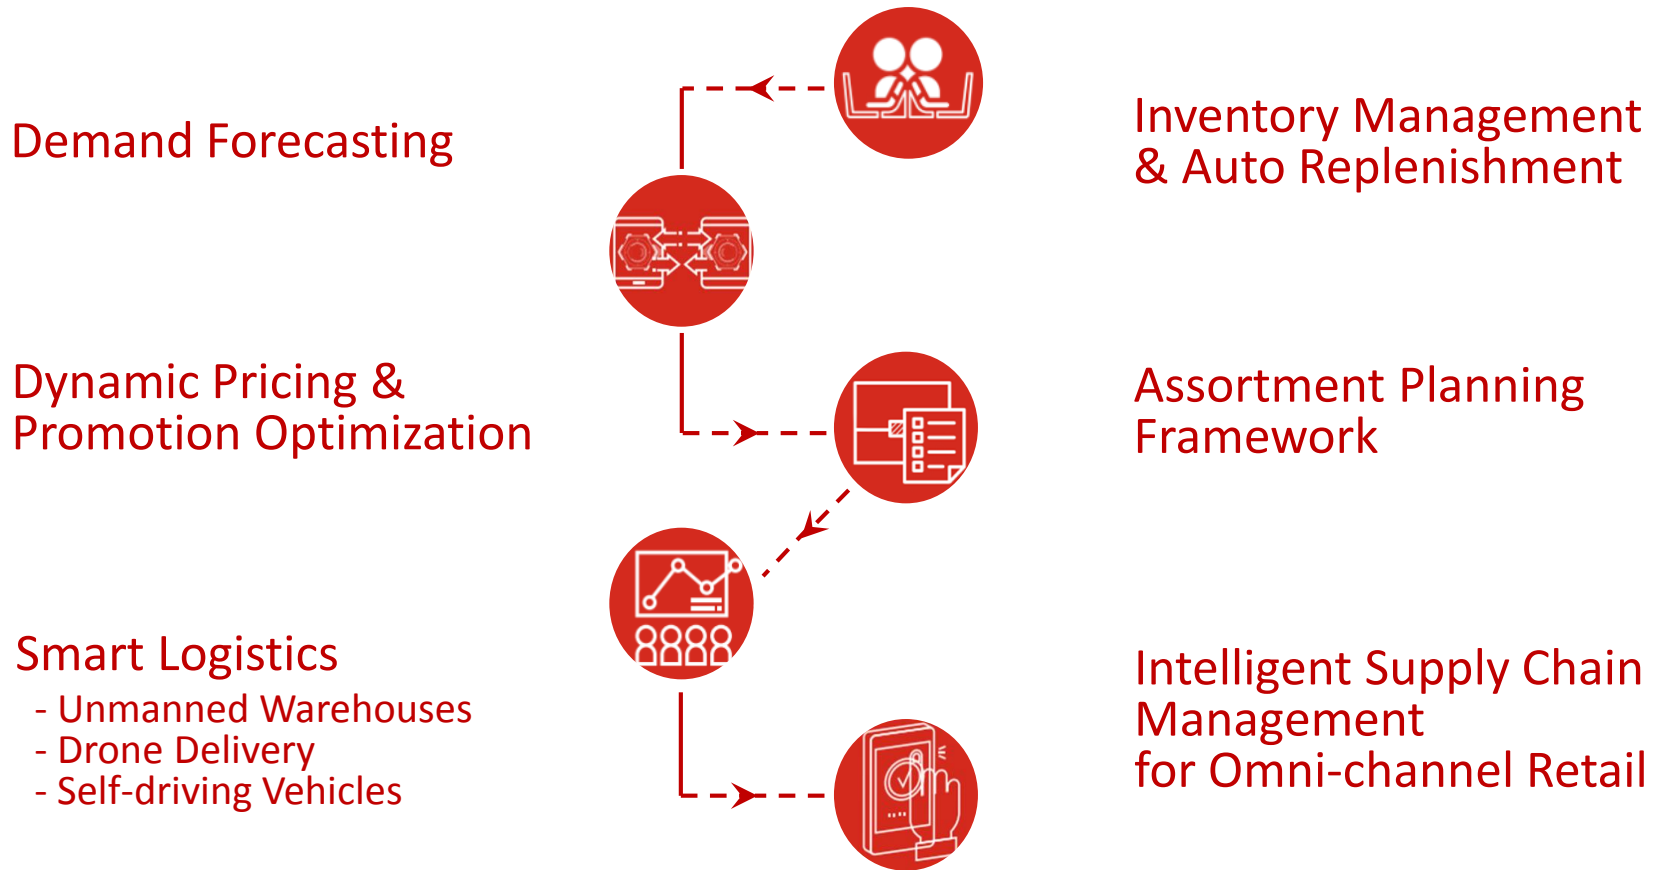 Demand Forecasting
Inventory Management
& Auto Replenishment
Dynamic Pricing &
Promotion Optimization
Assortment Planning
Framework
Smart Logistics
- Unmanned Warehouses
- Drone Delivery
- Self-driving Vehicles
Intelligent Supply Chain
Management
for Omni-channel Retail